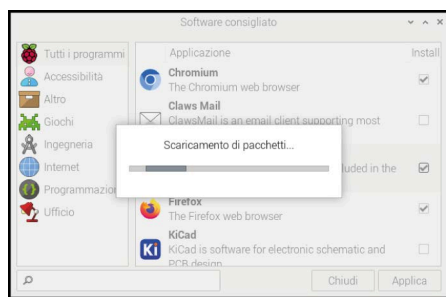 Software consigliato
Tutti i programmi
Accessibilità
Altro
Giochi
Ingegneria
Internet
Programmazion
Ufficio
Applicazione Install
Chromium
The Chromium web browser
Claws Mail
ClawsMail is an email client supporting most
Scaricamento di pacchetti...
luded in the
Firefox
The Firefox web browser
KiCad
Ki
KiCad is software for electronic schematic and
PCB design
Chiudi Applica